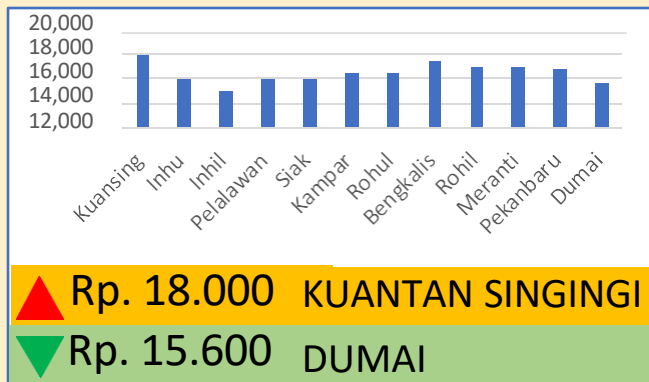 20,000
18,000
16,000
14,000
12,000
Kuansing
Inhu
Inhil
Pelalawan
Siak
Kampar
Rohul
Bengkalis
Rohil
Meranti
Pekanbaru
Dumai
Rp. 18.000 KUANTAN SINGINGI
Rp. 15.600 DUMAI